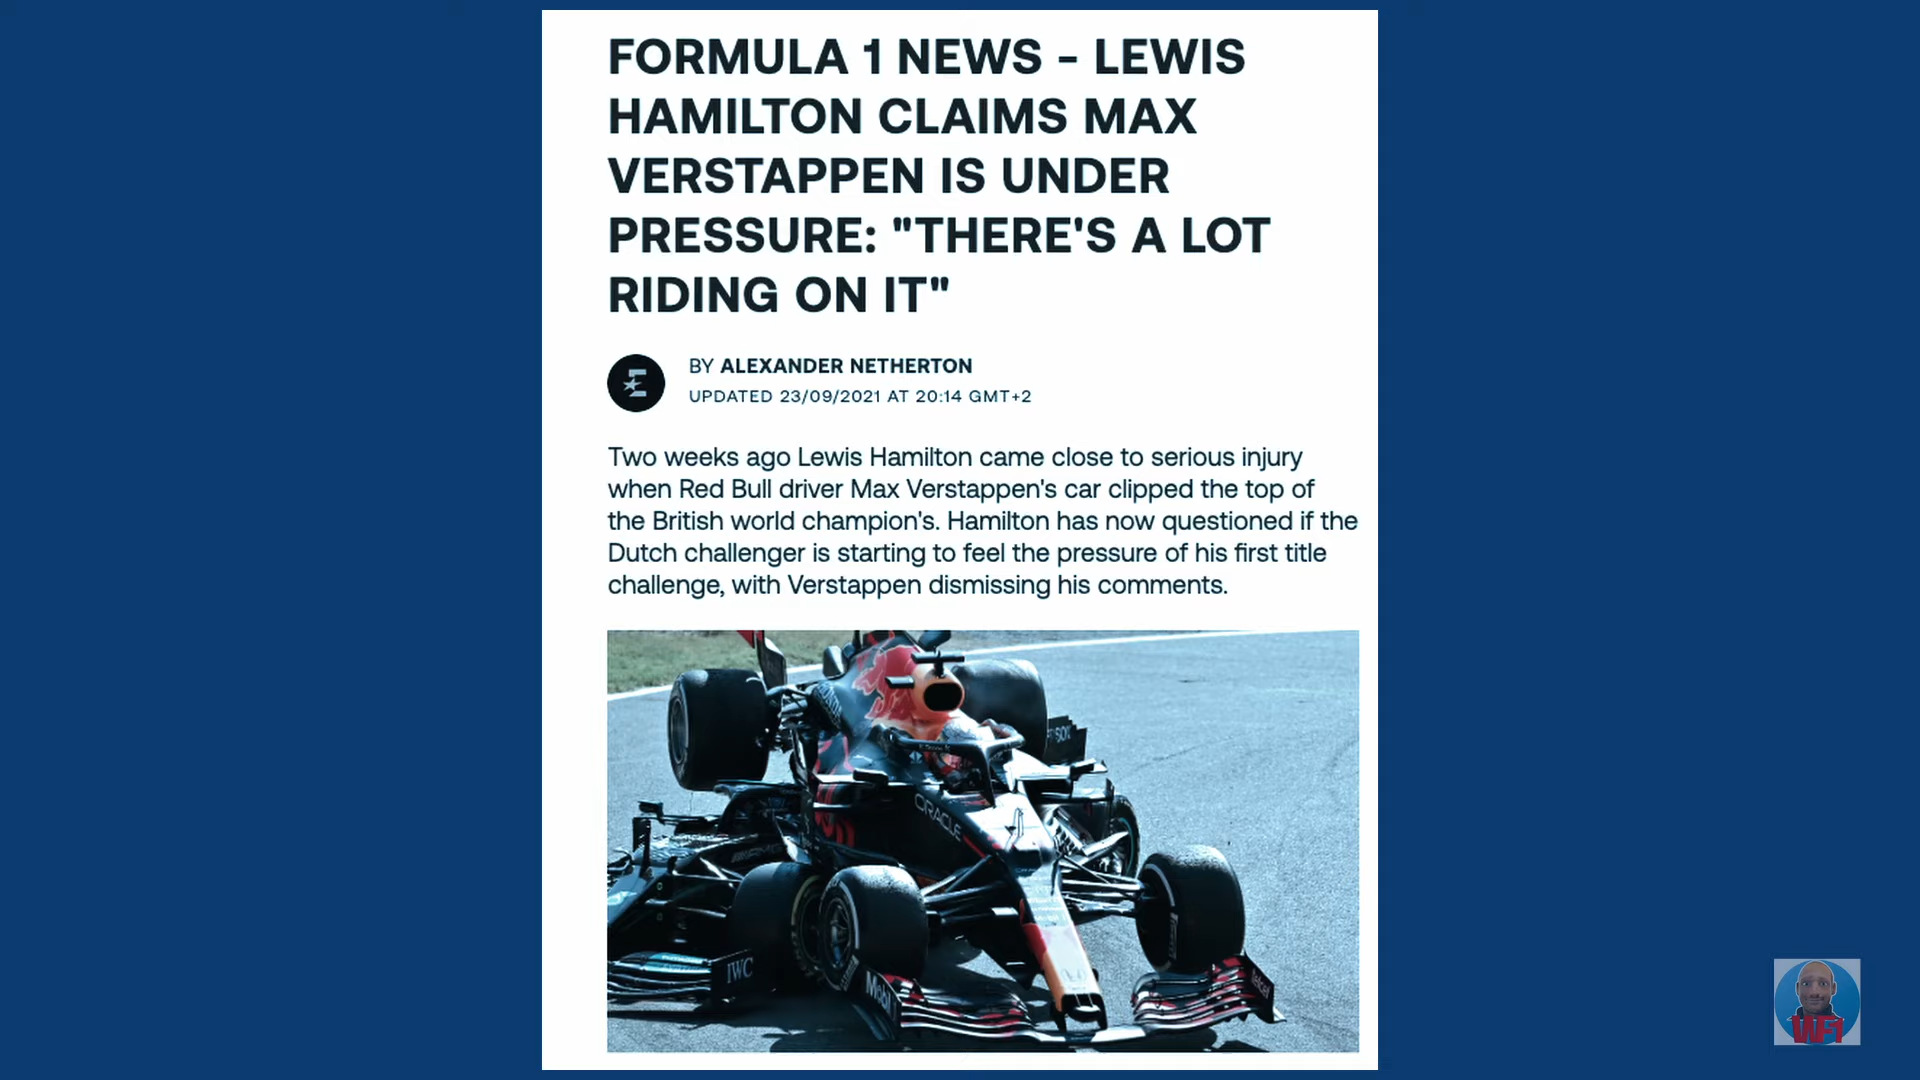 FORMULA 1 NEWS - LEWIS
HAMILTON CLAIMS MAX
VERSTAPPEN IS UNDER
PRESSURE: "THERE'S A LOT
RIDING ON IT"
BY ALEXANDER NETHERTON
UPDATED 23/09/2021 AT 20:14 GMT+2
Two weeks ago Lewis Hamilton came close to serious injury
when Red Bull driver Max Verstappen's car clipped the top of
the British world champion's. Hamilton has now questioned if the
Dutch challenger is starting to feel the pressure of his first title
challenge, with Verstappen dismissing his comments.
ORACLE
AMG
IWC
Mobil
WF1